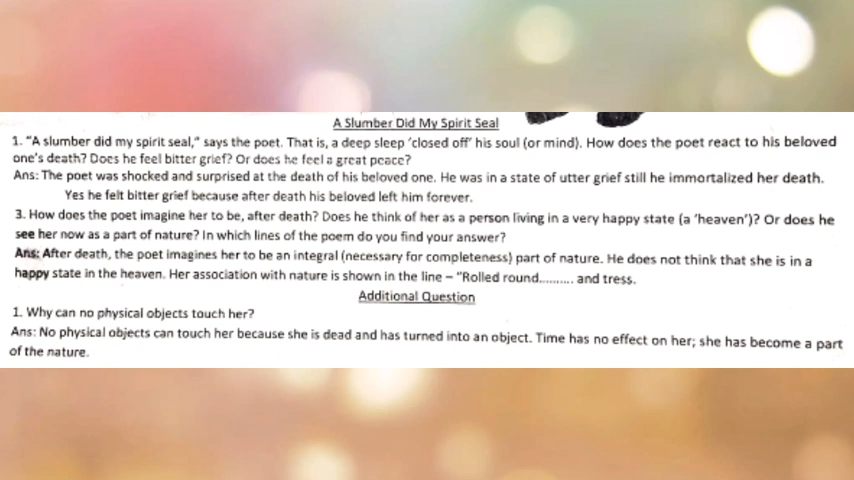 A Slumber Did My Spirit Seal
1. "A slumber did my spirit seal," says the poet. That is, a deep sleep 'closed off' his soul (or mind). How does the poet react to his beloved
one's death? Does he feel bitter grief? Or does he feel a great peace?
Ans: The poet was shocked and surprised at the death of his beloved one. He was in a state of utter grief still he immortalized her death.
Yes he felt bitter grief because after death his beloved left him forever.
3. How does the poet imagine her to be, after death? Does he think of her as a person living in a very happy state (a 'heaven')? Or does he
see her now as a part of nature? In which lines of the poem do you find your answer?
Ans: After death, the poet imagines her to be an integral (necessary for completeness) part of nature. He does not think that she is in a
happy state in the heaven. Her association with nature is shown in the line – "Rolled round.......... and tress.
Additional Question
1. Why can no physical objects touch her?
Ans: No physical objects can touch her because she is dead and has turned into an object. Time has no effect on her; she has become a part
of the nature.